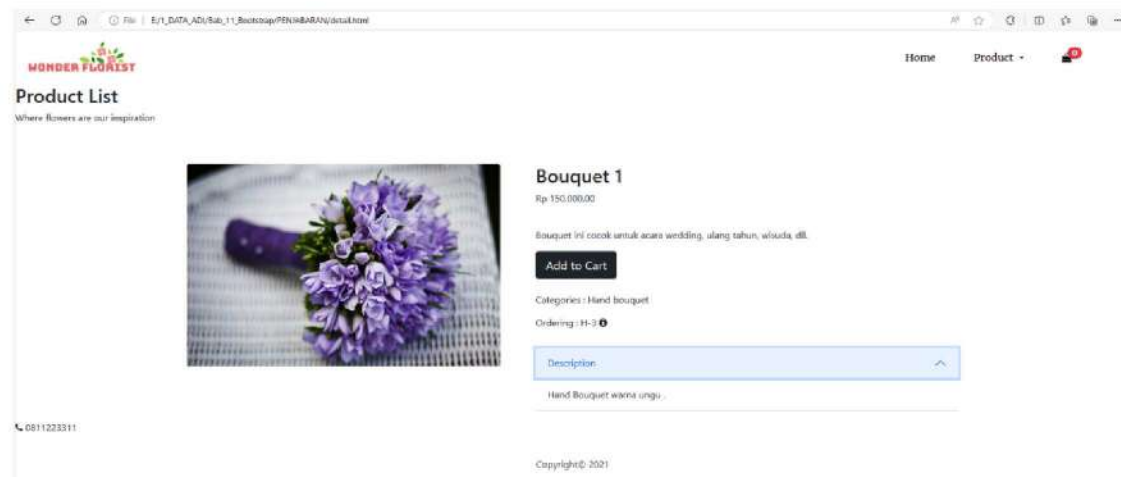 File | E:/1_DATA_ADI/Bab_11_Bootstrap/PENJABARAN/detail.html
WONDER FLORIST
Home Product 0
Product List
Where flowers are our inspiration
Bouquet 1
Rp 150.000,00
Bouquet ini cocok untuk acara wedding, ulang tahun, wisuda, dll.
Add to Cart
Categories : Hand bouquet
Ordering : H-3
Description
Hand Bouquet warna ungu .
0811223311
Copyright© 2021